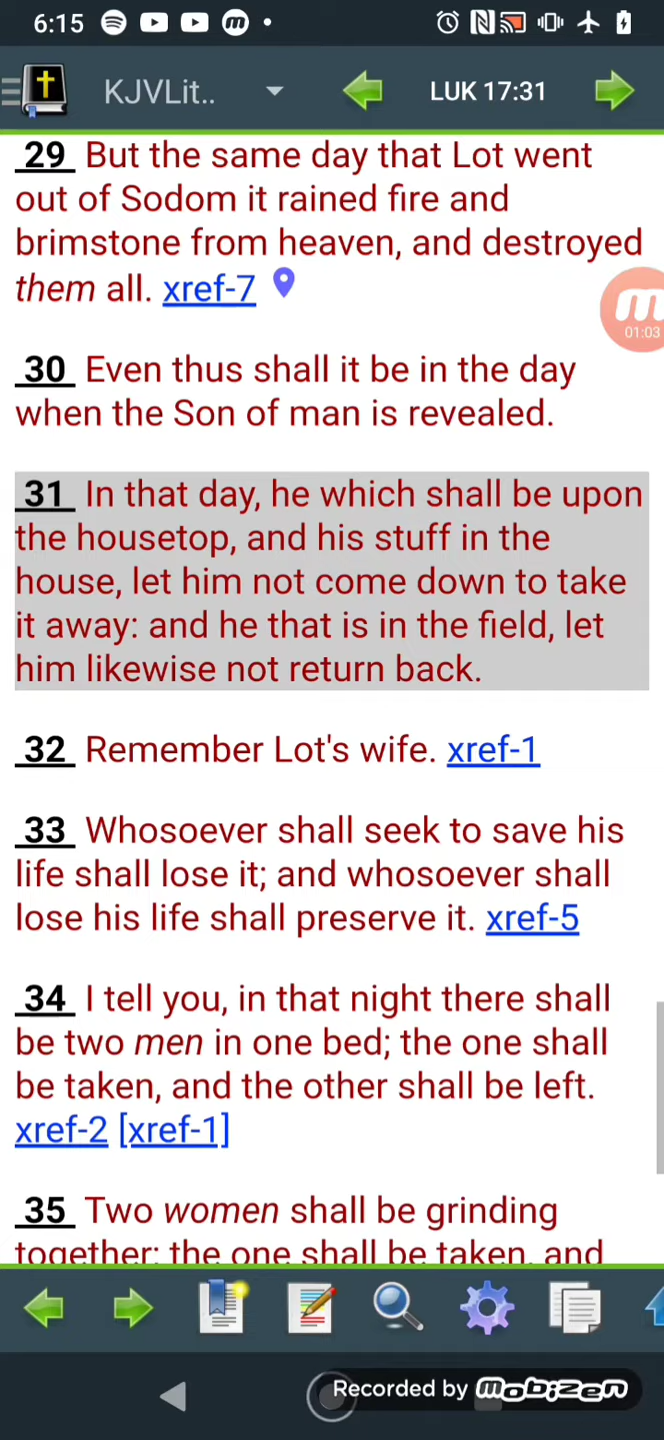 6:15
KJVLit..
LUK 17:31
29 But the same day that Lot went
out of Sodom it rained fire and
brimstone from heaven, and destroyed
them all. xref-7
01:03
30 Even thus shall it be in the day
when the Son of man is revealed.
31 In that day, he which shall be upon
the housetop, and his stuff in the
house, let him not come down to take
it away: and he that is in the field, let
him likewise not return back.
32 Remember Lot's wife. xref-1
33 Whosoever shall seek to save his
life shall lose it; and whosoever shall
lose his life shall preserve it. xref-5
34 I tell you, in that night there shall
be two men in one bed; the one shall
be taken, and the other shall be left.
xref-2 [xref-1]
35 Two women shall be grinding
together: the one shall be taken, and
Recorded by mobizen